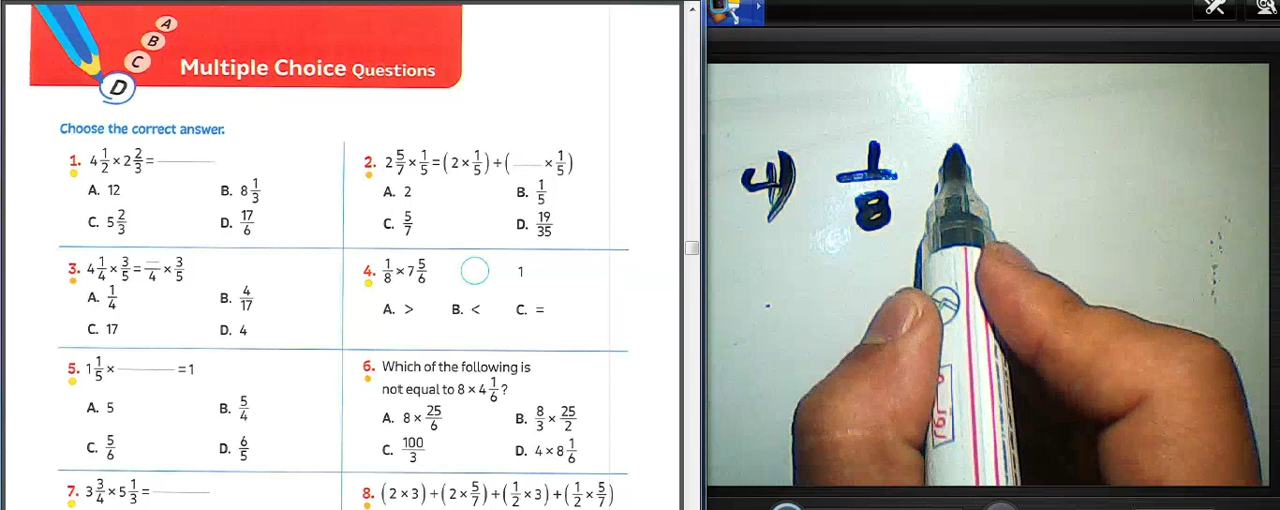 A
B
C
D
Multiple Choice Questions
Choose the correct answer.
1. 4 1/2 × 2 2/3 = ______
A. 12
B. 8 1/3
C. 5 2/3
D. 17/6
2. 2 5/7 × 1/5 = (2 × 1/5) + (____ × 1/5)
A. 2
B. 1/5
C. 5/7
D. 19/35
3. 4 1/4 × 3/5 = __/4 × 3/5
A. 1/4
B. 4/17
C. 17
D. 4
4. 1/8 × 7 5/6 ◯ 1
A. >
B. <
C. =
5. 1 1/5 × ______ = 1
A. 5
B. 5/4
C. 5/6
D. 6/5
6. Which of the following is
not equal to 8 × 4 1/6 ?
A. 8 × 25/6
B. 8/3 × 25/2
C. 100/3
D. 4 × 8 1/6
7. 3 3/4 × 5 1/3 = ______
8. (2 × 3) + (2 × 5/7) + (1/2 × 3) + (1/2 × 5/7)
4) 1/8